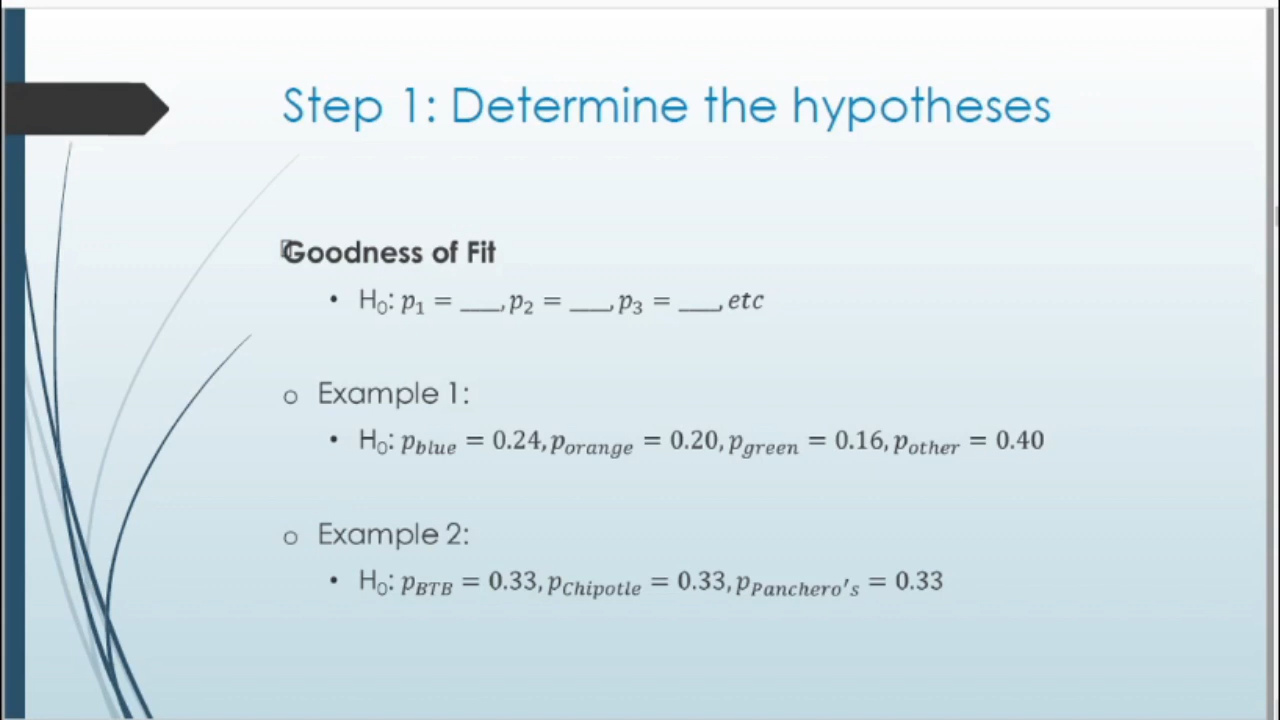 Step 1: Determine the hypotheses
Goodness of Fit
• H₀: p₁ = ___, p₂ = ___, p₃ = ___, etc
o Example 1:
• H₀: p_blue = 0.24, p_orange = 0.20, p_green = 0.16, p_other = 0.40
o Example 2:
• H₀: p_BTB = 0.33, p_Chipotle = 0.33, p_Panchero's = 0.33